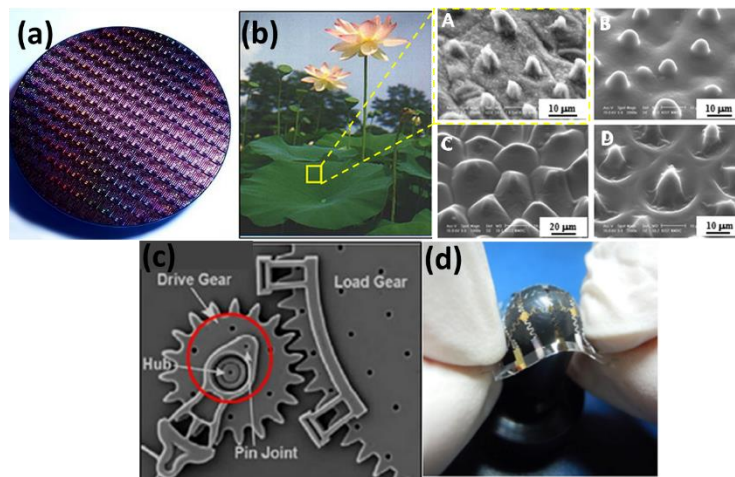 (a)
(b)
A
10 μm
B
10 μm
C
20 μm
D
10 μm
(c)
Drive Gear
Load Gear
Hub
Pin Joint
(d)